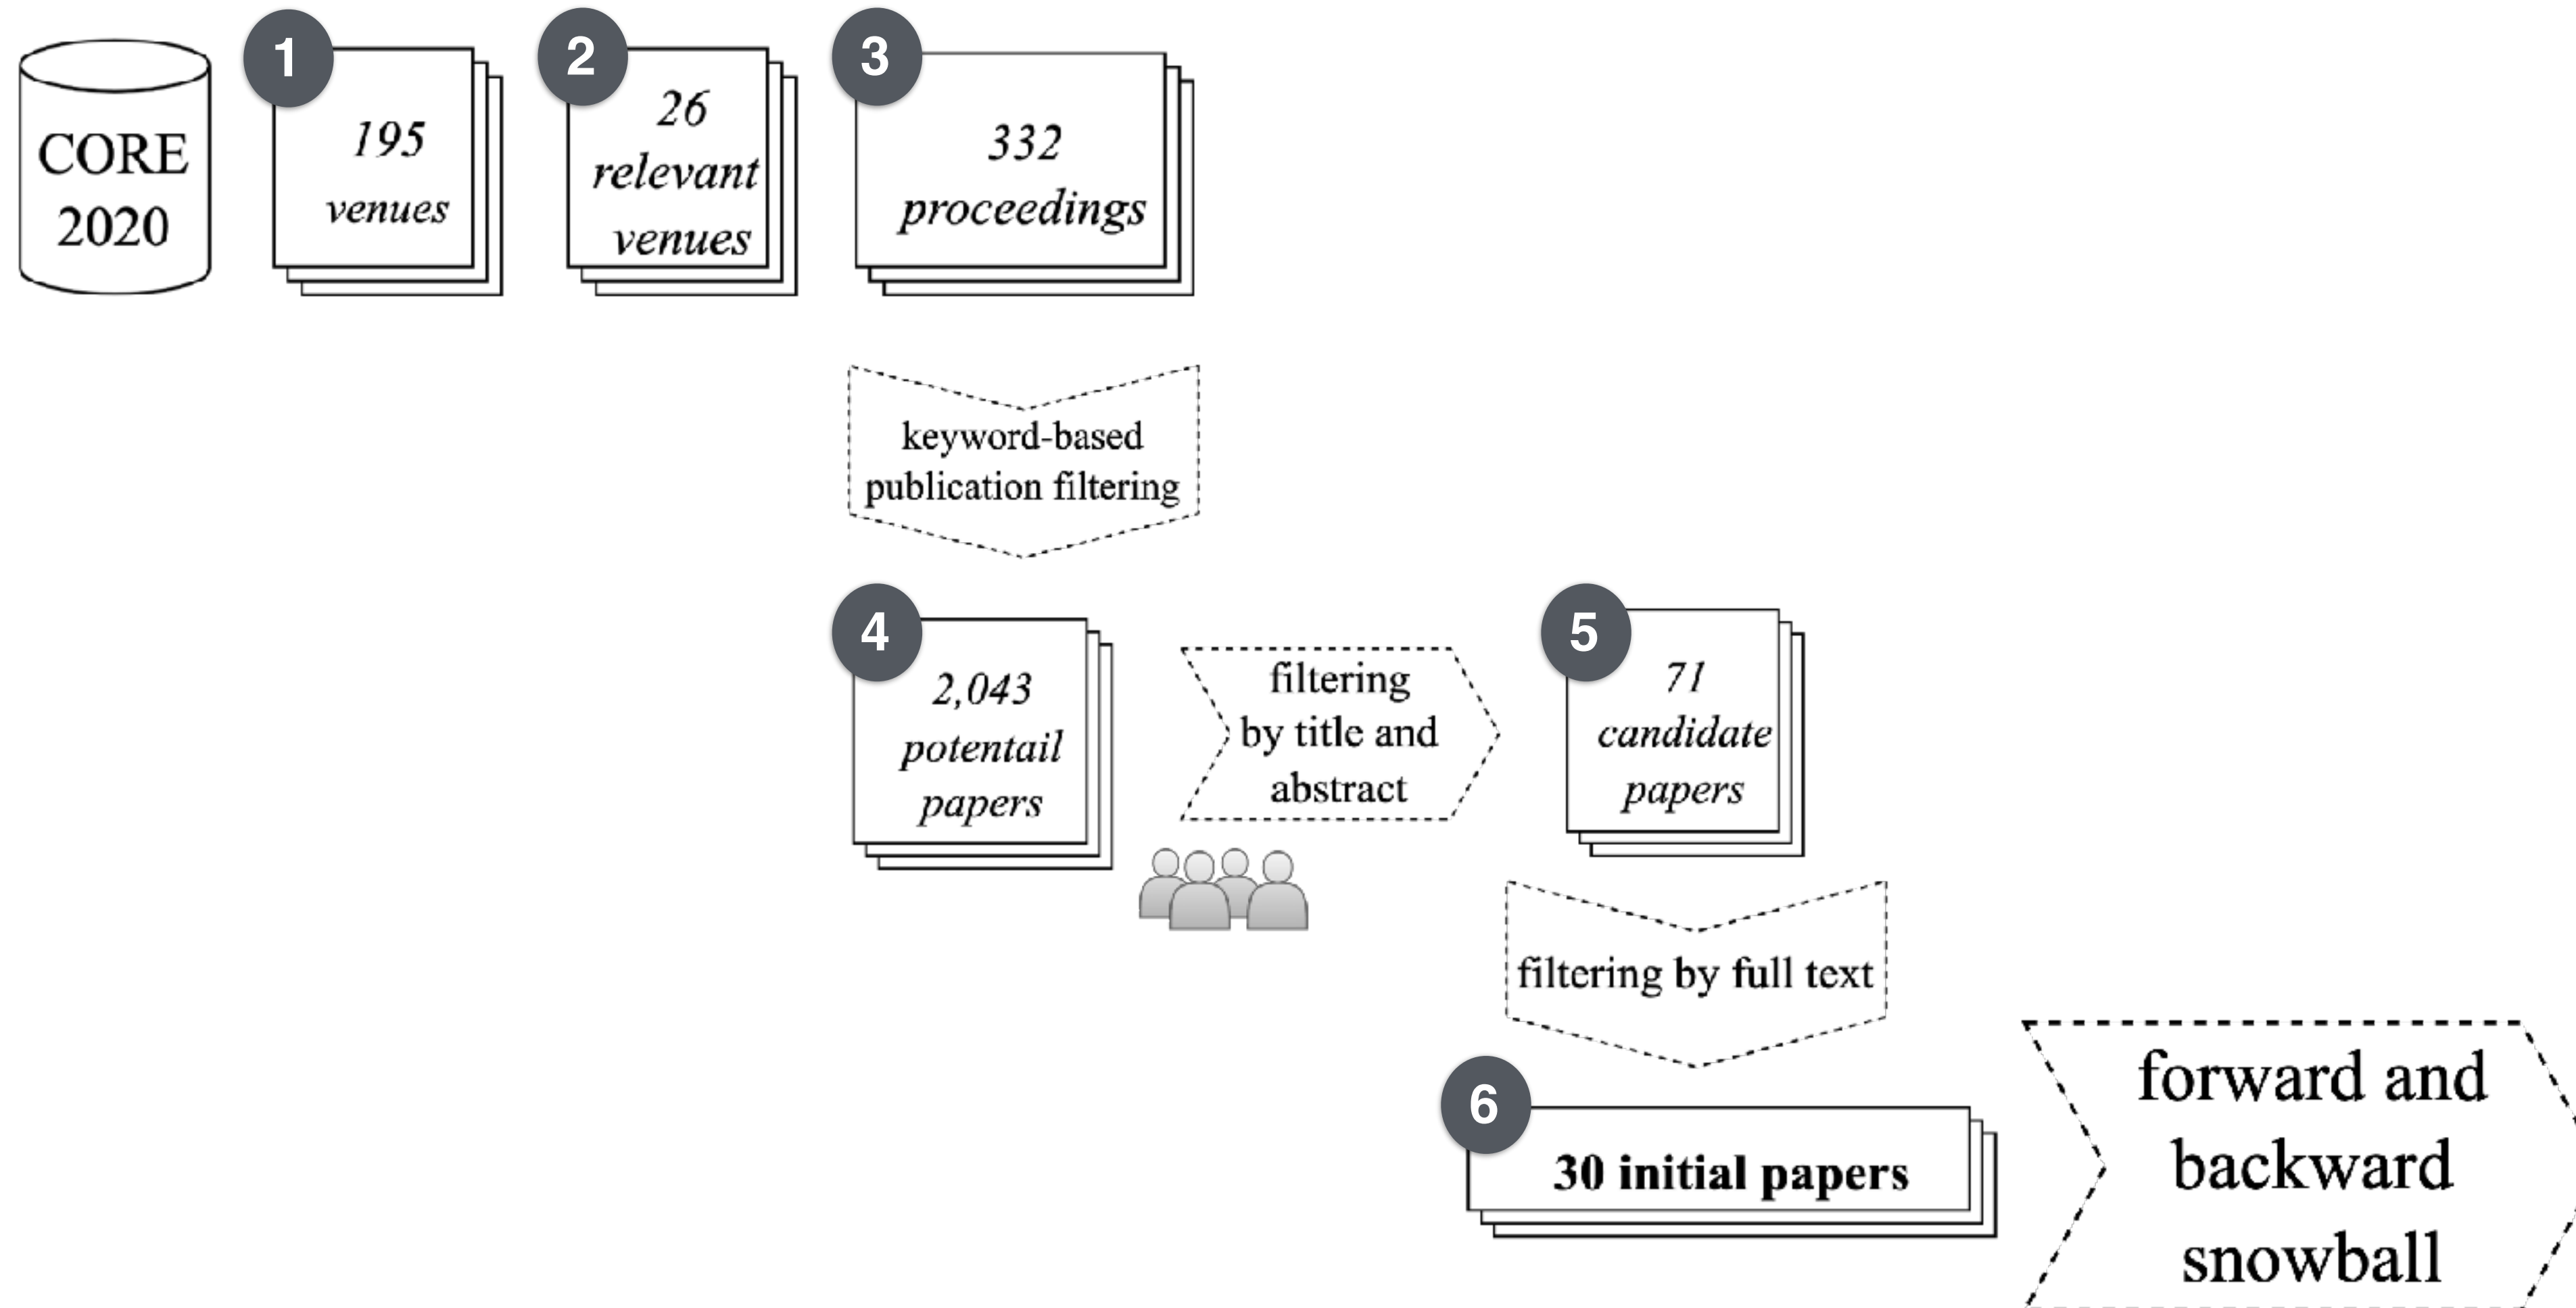 CORE
2020
1
195
venues
2
26
relevant
venues
3
332
proceedings
keyword-based
publication filtering
4
2,043
potentail
papers
filtering
by title and
abstract
5
71
candidate
papers
filtering by full text
6
30 initial papers
forward and
backward
snowball